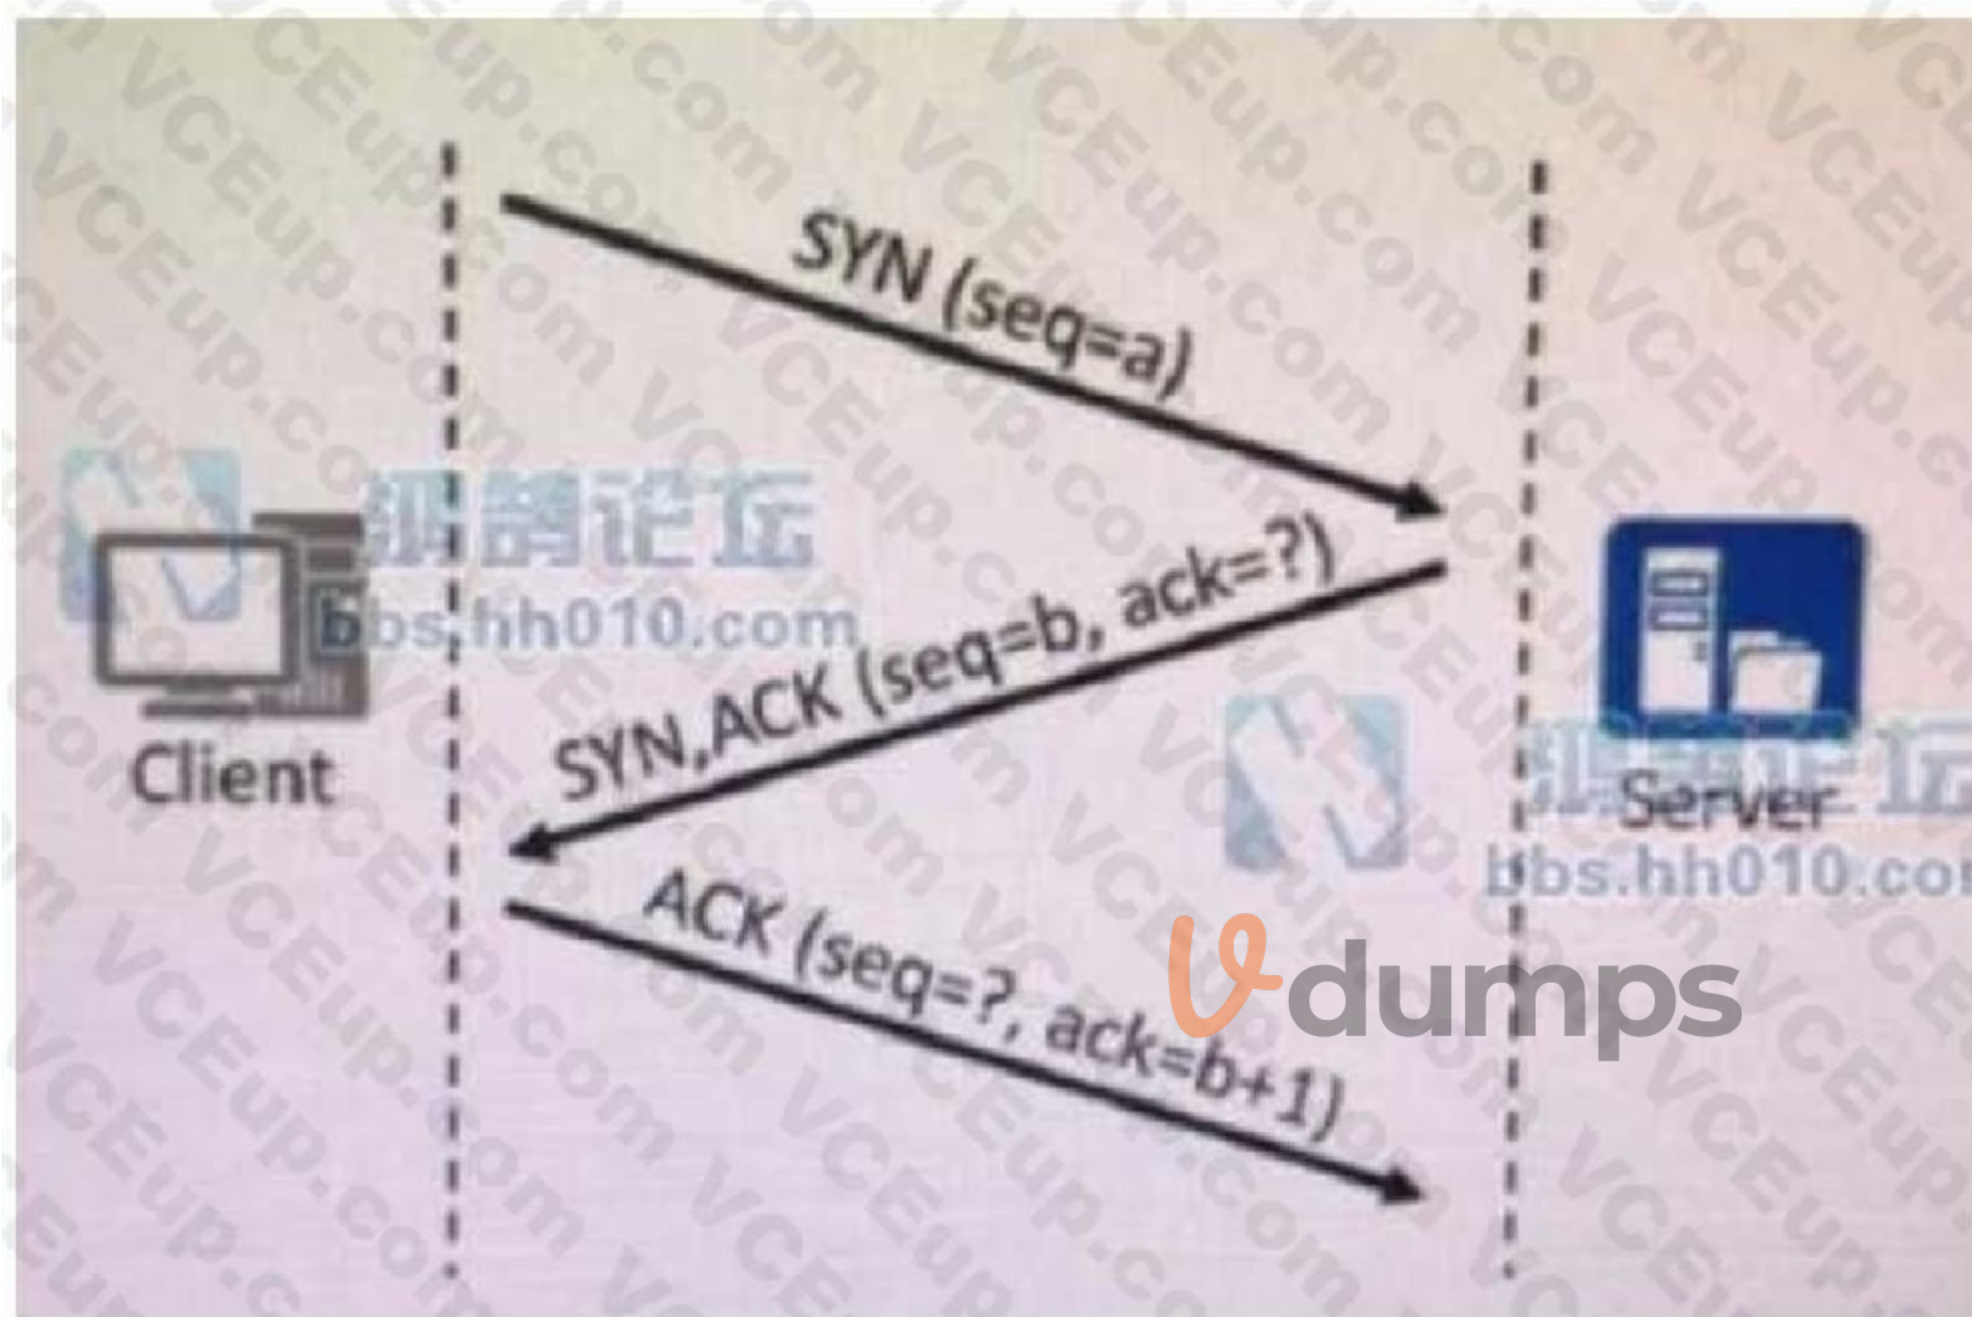 SYN (seq=a)
SYN,ACK (seq=b, ack=?)
bbs.hh010.com
Client
Server
bbs.hh010.co
ACK (seq=?, ack=b+1)
Vdumps
VCEup.com